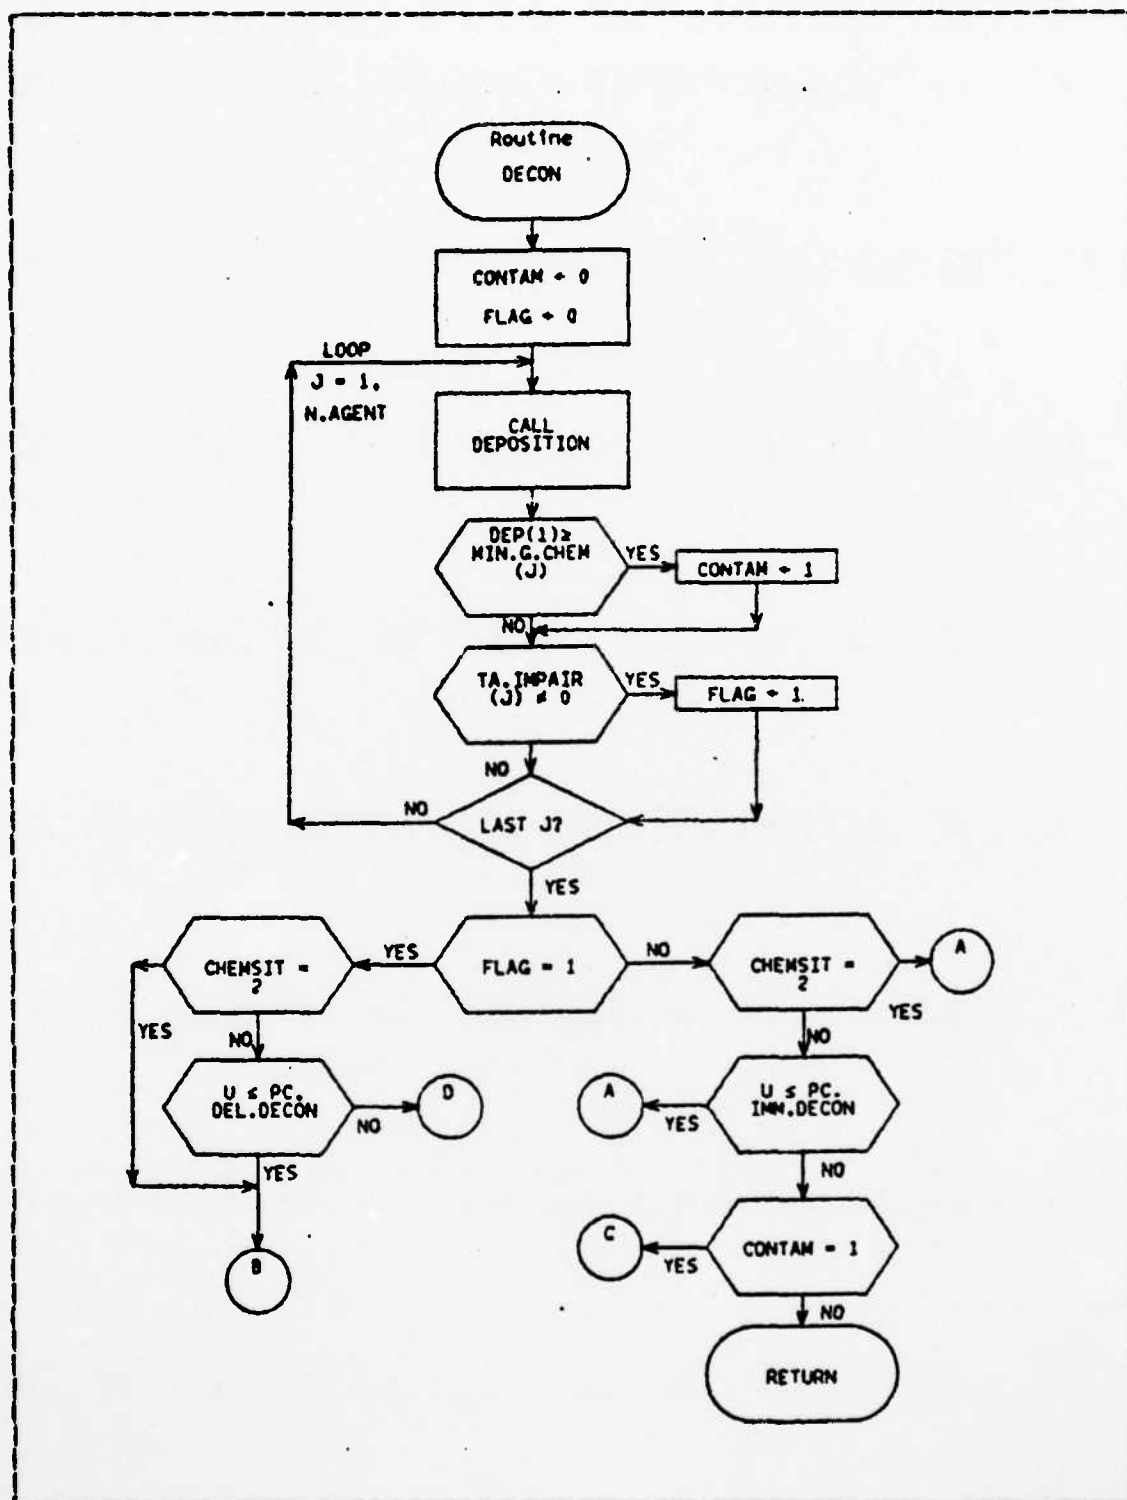 Routine
DECON
CONTAM ← 0
FLAG ← 0
LOOP
J = 1,
N.AGENT
CALL
DEPOSITION
DEP(1)≥
MIN.G.CHEM
(J)
YES
CONTAM ← 1
NO
TA.IMPAIR
(J) ≠ 0
YES
FLAG ← 1
NO
NO
LAST J?
YES
CHEMSIT =
2
YES
FLAG = 1
NO
CHEMSIT =
2
A
YES
YES
NO
NO
U ≤ PC.
DEL.DECON
D
NO
A
YES
U ≤ PC.
IMM.DECON
YES
NO
B
C
YES
CONTAM = 1
NO
RETURN